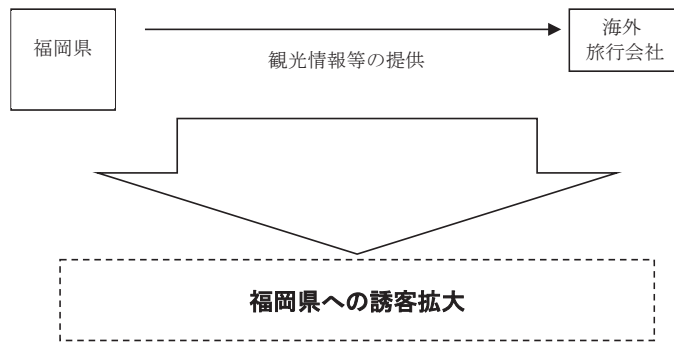 福岡県
海外
旅行会社
観光情報等の提供
福岡県への誘客拡大